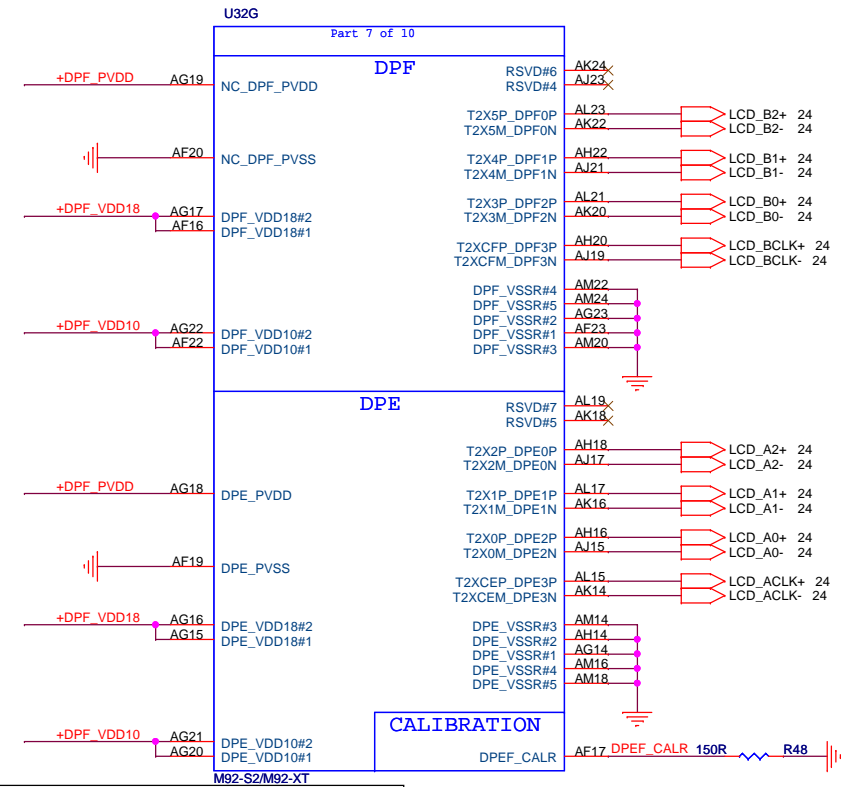 U32G
Part 7 of 10
DPF
+DPF_PVDD AG19 NC_DPF_PVDD RSVD#6 AK24
RSVD#4 AJ23
T2X5P_DPF0P AL23 LCD_B2+ 24
T2X5M_DPF0N AK22 LCD_B2- 24
AF20 NC_DPF_PVSS T2X4P_DPF1P AH22 LCD_B1+ 24
T2X4M_DPF1N AJ21 LCD_B1- 24
+DPF_VDD18 AG17 DPF_VDD18#2 T2X3P_DPF2P AL21 LCD_B0+ 24
AF16 DPF_VDD18#1 T2X3M_DPF2N AK20 LCD_B0- 24
T2XCFP_DPF3P AH20 LCD_BCLK+ 24
T2XCFM_DPF3N AJ19 LCD_BCLK- 24
DPF_VSSR#4 AM22
DPF_VSSR#5 AM24
DPF_VSSR#2 AG23
+DPF_VDD10 AG22 DPF_VDD10#2 DPF_VSSR#1 AF23
AF22 DPF_VDD10#1 DPF_VSSR#3 AM20
DPE
RSVD#7 AL19
RSVD#5 AK18
T2X2P_DPE0P AH18 LCD_A2+ 24
T2X2M_DPE0N AJ17 LCD_A2- 24
+DPF_PVDD AG18 DPE_PVDD T2X1P_DPE1P AL17 LCD_A1+ 24
T2X1M_DPE1N AK16 LCD_A1- 24
T2X0P_DPE2P AH16 LCD_A0+ 24
AF19 DPE_PVSS T2X0M_DPE2N AJ15 LCD_A0- 24
T2XCEP_DPE3P AL15 LCD_ACLK+ 24
T2XCEM_DPE3N AK14 LCD_ACLK- 24
+DPF_VDD18 AG16 DPE_VDD18#2 DPE_VSSR#3 AM14
AG15 DPE_VDD18#1 DPE_VSSR#2 AH14
DPE_VSSR#1 AG14
DPE_VSSR#4 AM16
DPE_VSSR#5 AM18
CALIBRATION
+DPF_VDD10 AG21 DPE_VDD10#2
AG20 DPE_VDD10#1 DPEF_CALR AF17 DPEF_CALR 150R R48
M92-S2/M92-XT